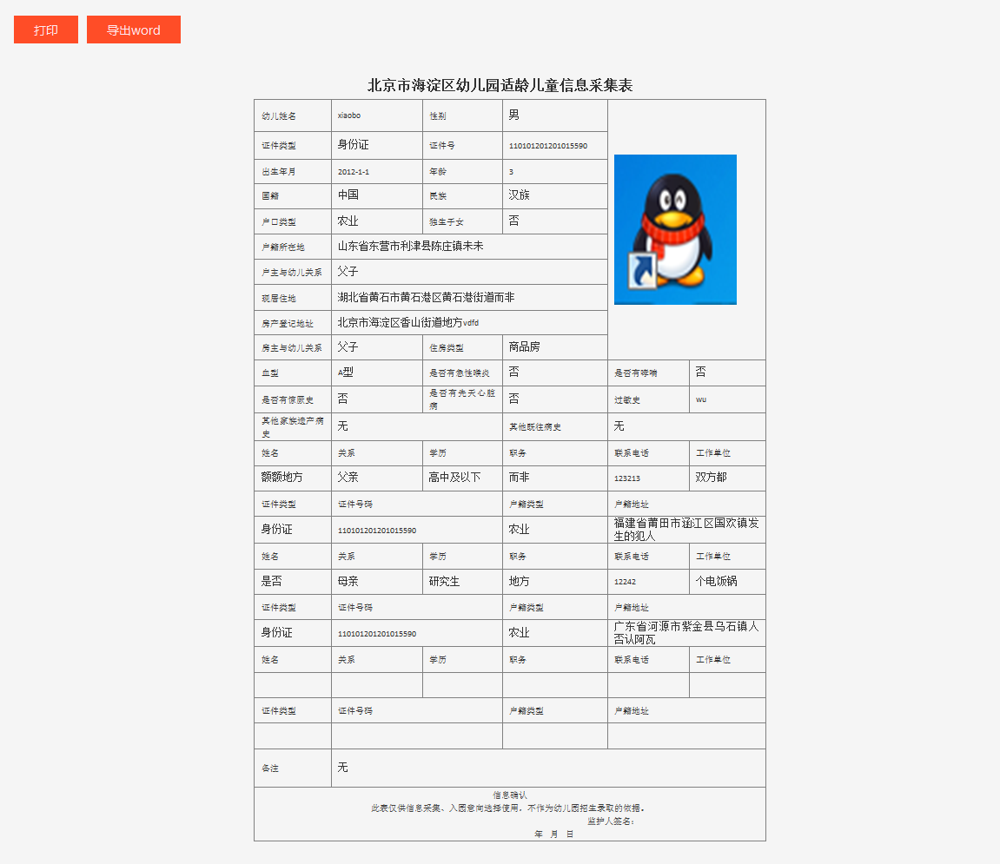 打印 导出word
北京市海淀区幼儿园适龄儿童信息采集表
幼儿姓名 xiaobo 性别 男
证件类型 身份证 证件号 110101201201015590
出生年月 2012-1-1 年龄 3
国籍 中国 民族 汉族
户口类型 农业 独生子女 否
户籍所在地 山东省东营市利津县陈庄镇未未
户主与幼儿关系 父子
现居住地 湖北省黄石市黄石港区黄石港街道而非
房产登记地址 北京市海淀区香山街道地方vdfd
房主与幼儿关系 父子 住房类型 商品房
血型 A型 是否有急性喉炎 否 是否有哮喘 否
是否有惊厥史 否 是否有先天心脏病 否 过敏史 wu
其他家族遗产病史 无 其他既往病史 无
姓名 关系 学历 职务 联系电话 工作单位
额额地方 父亲 高中及以下 而非 123213 双方都
证件类型 证件号码 户籍类型 户籍地址
身份证 110101201201015590 农业 福建省莆田市涵江区国欢镇发生的犯人
姓名 关系 学历 职务 联系电话 工作单位
是否 母亲 研究生 地方 12242 个电饭锅
证件类型 证件号码 户籍类型 户籍地址
身份证 110101201201015590 农业 广东省河源市紫金县乌石镇人否认阿瓦
姓名 关系 学历 职务 联系电话 工作单位
证件类型 证件号码 户籍类型 户籍地址
备注 无
信息确认
此表仅供信息采集、入园意向选择使用，不作为幼儿园招生录取的依据。
监护人签名：
年 月 日